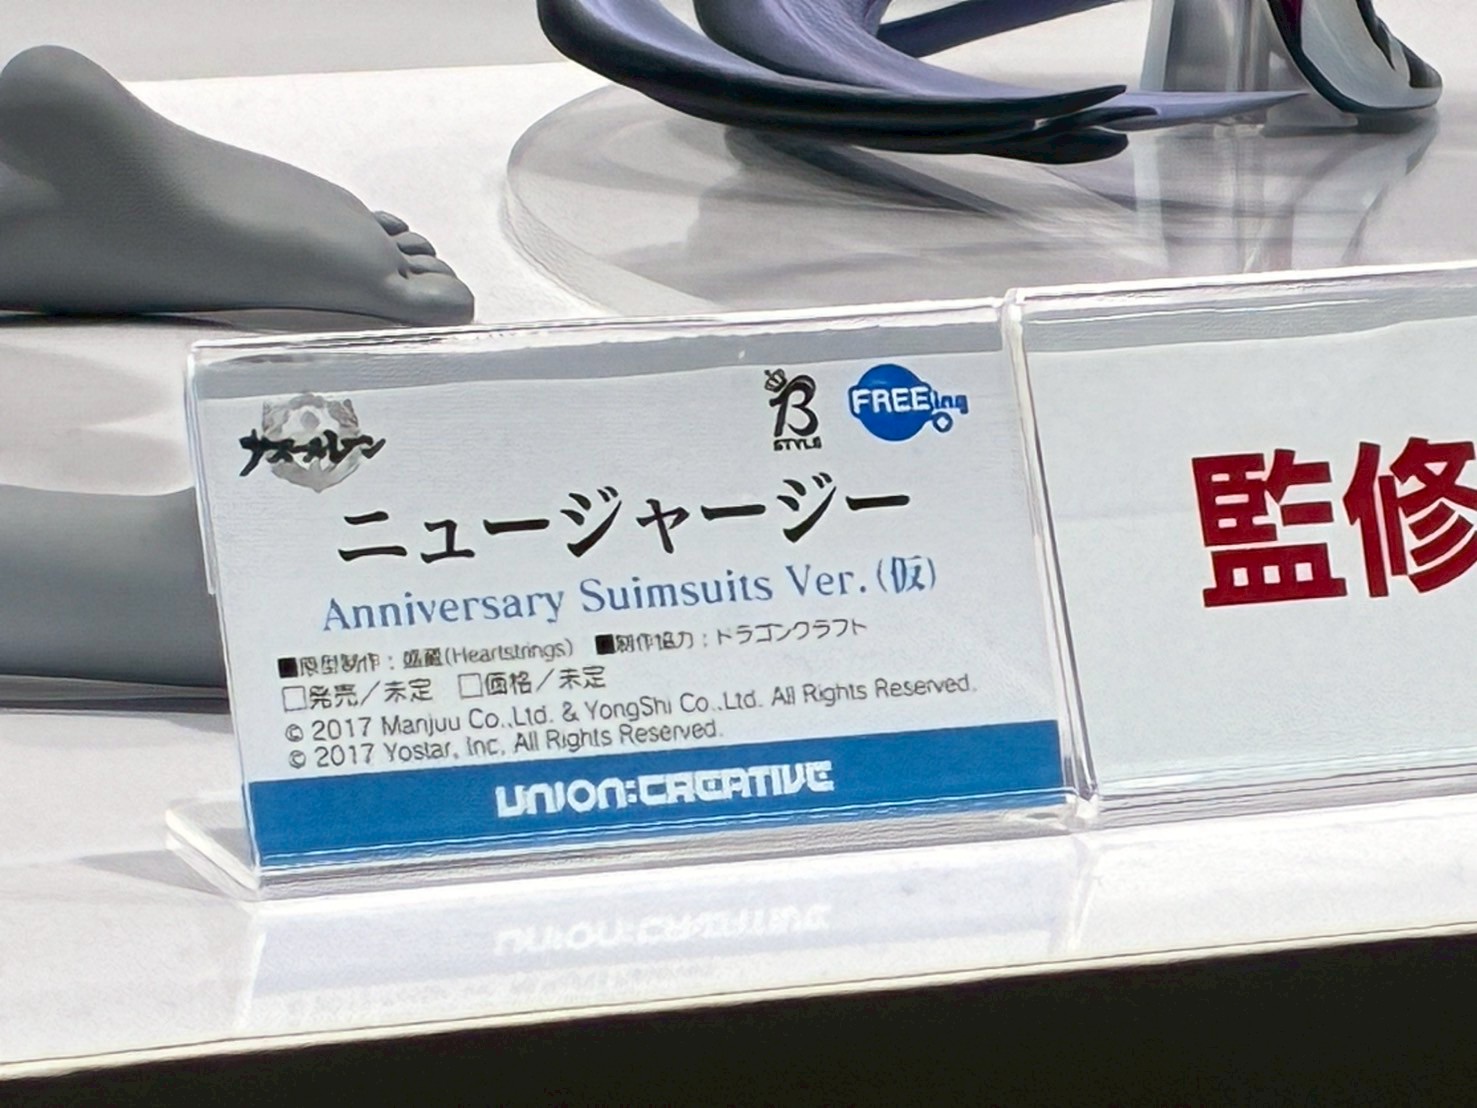 アズールレーン
B
STYLE
FREEing
ニュージャージー
Anniversary Suimsuits Ver.(仮)
■原型制作：(Heartstrings) ■制作協力：ドラゴンクラフト
□発売／未定 □価格／未定
© 2017 Manjuu Co.,Ltd. & YongShi Co.,Ltd. All Rights Reserved.
© 2017 Yostar, Inc. All Rights Reserved.
UNION:CREATIVE
監修